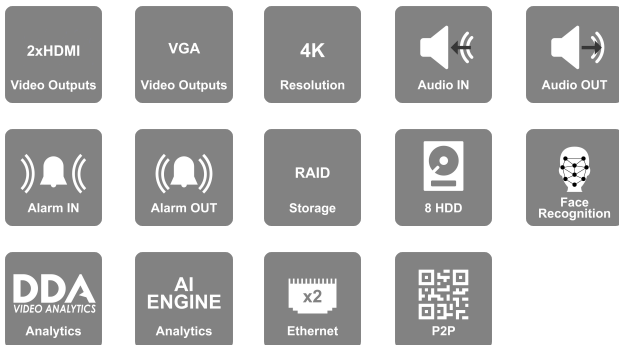 2xHDMI
Video Outputs
VGA
Video Outputs
4K
Resolution
Audio IN
Audio OUT
Alarm IN
Alarm OUT
RAID
Storage
8 HDD
Face
Recognition
DDA
VIDEO ANALYTICS
Analytics
AI
ENGINE
Analytics
x2
Ethernet
P2P